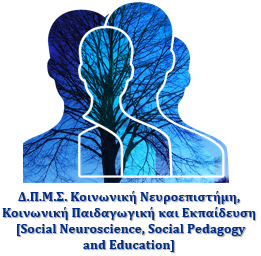 Δ.Π.Μ.Σ. Κοινωνική Νευροεπιστήμη,
Κοινωνική Παιδαγωγική και Εκπαίδευση
[Social Neuroscience, Social Pedagogy
and Education]